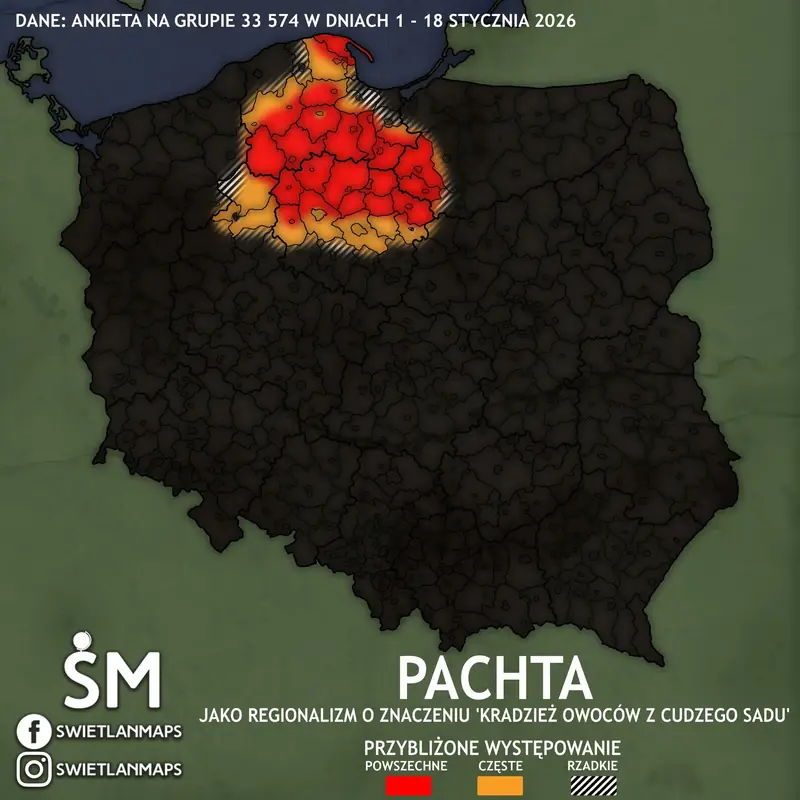 DANE: ANKIETA NA GRUPIE 33 574 W DNIACH 1 - 18 STYCZNIA 2026
ŚM
PACHTA
JAKO REGIONALIZM O ZNACZENIU 'KRADZIEŻ OWOCÓW Z CUDZEGO SADU'
SWIETLANMAPS
SWIETLANMAPS
PRZYBLIŻONE WYSTĘPOWANIE
POWSZECHNE CZĘSTE RZADKIE